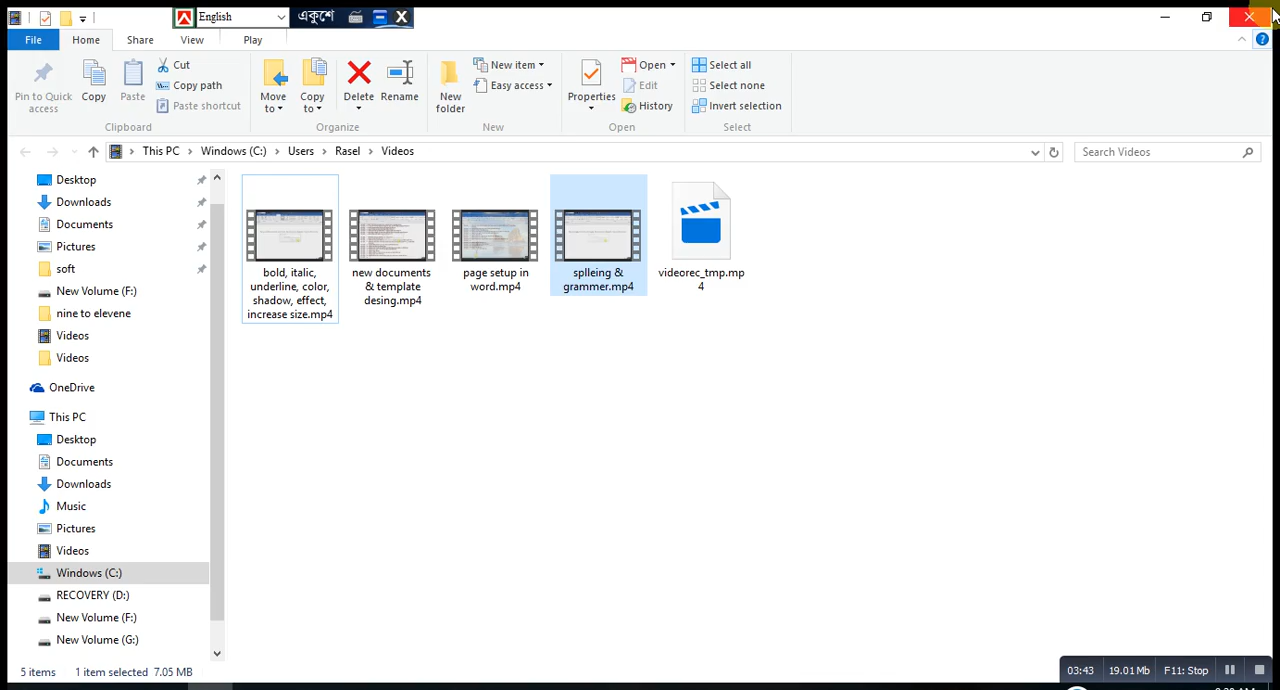 English
একুশে
File
Home
Share
View
Play
Pin to Quick access
Copy
Paste
Cut
Copy path
Paste shortcut
Clipboard
Move to
Copy to
Delete
Rename
Organize
New folder
New item
Easy access
New
Properties
Open
Edit
History
Open
Select all
Select none
Invert selection
Select
This PC > Windows (C:) > Users > Rasel > Videos
Search Videos
Desktop
Downloads
Documents
Pictures
soft
New Volume (F:)
nine to elevene
Videos
Videos
OneDrive
This PC
Desktop
Documents
Downloads
Music
Pictures
Videos
Windows (C:)
RECOVERY (D:)
New Volume (F:)
New Volume (G:)
bold, italic,
underline, color,
shadow, effect,
increase size.mp4
new documents
& template
desing.mp4
page setup in
word.mp4
splleing &
grammer.mp4
videorec_tmp.mp
4
5 items
1 item selected 7.05 MB
03:43
19.01 Mb
F11: Stop